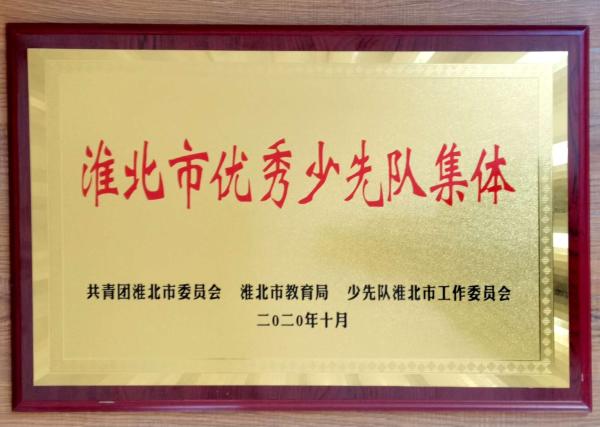 淮北市优秀少先队集体
共青团淮北市委员会 淮北市教育局 少先队淮北市工作委员会
二0二0年十月